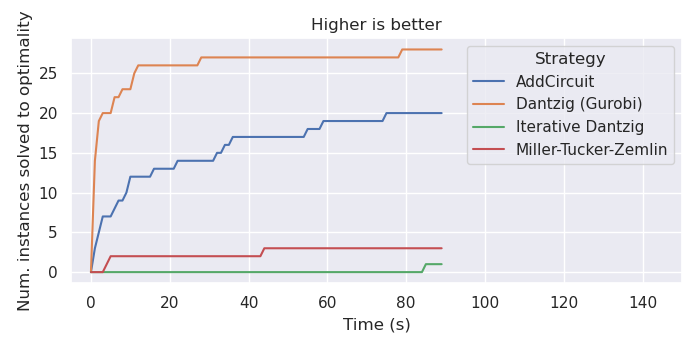 Higher is better
Num. instances solved to optimality
25
20
15
10
5
0
0 20 40 60 80 100 120 140
Time (s)
Strategy
AddCircuit
Dantzig (Gurobi)
Iterative Dantzig
Miller-Tucker-Zemlin